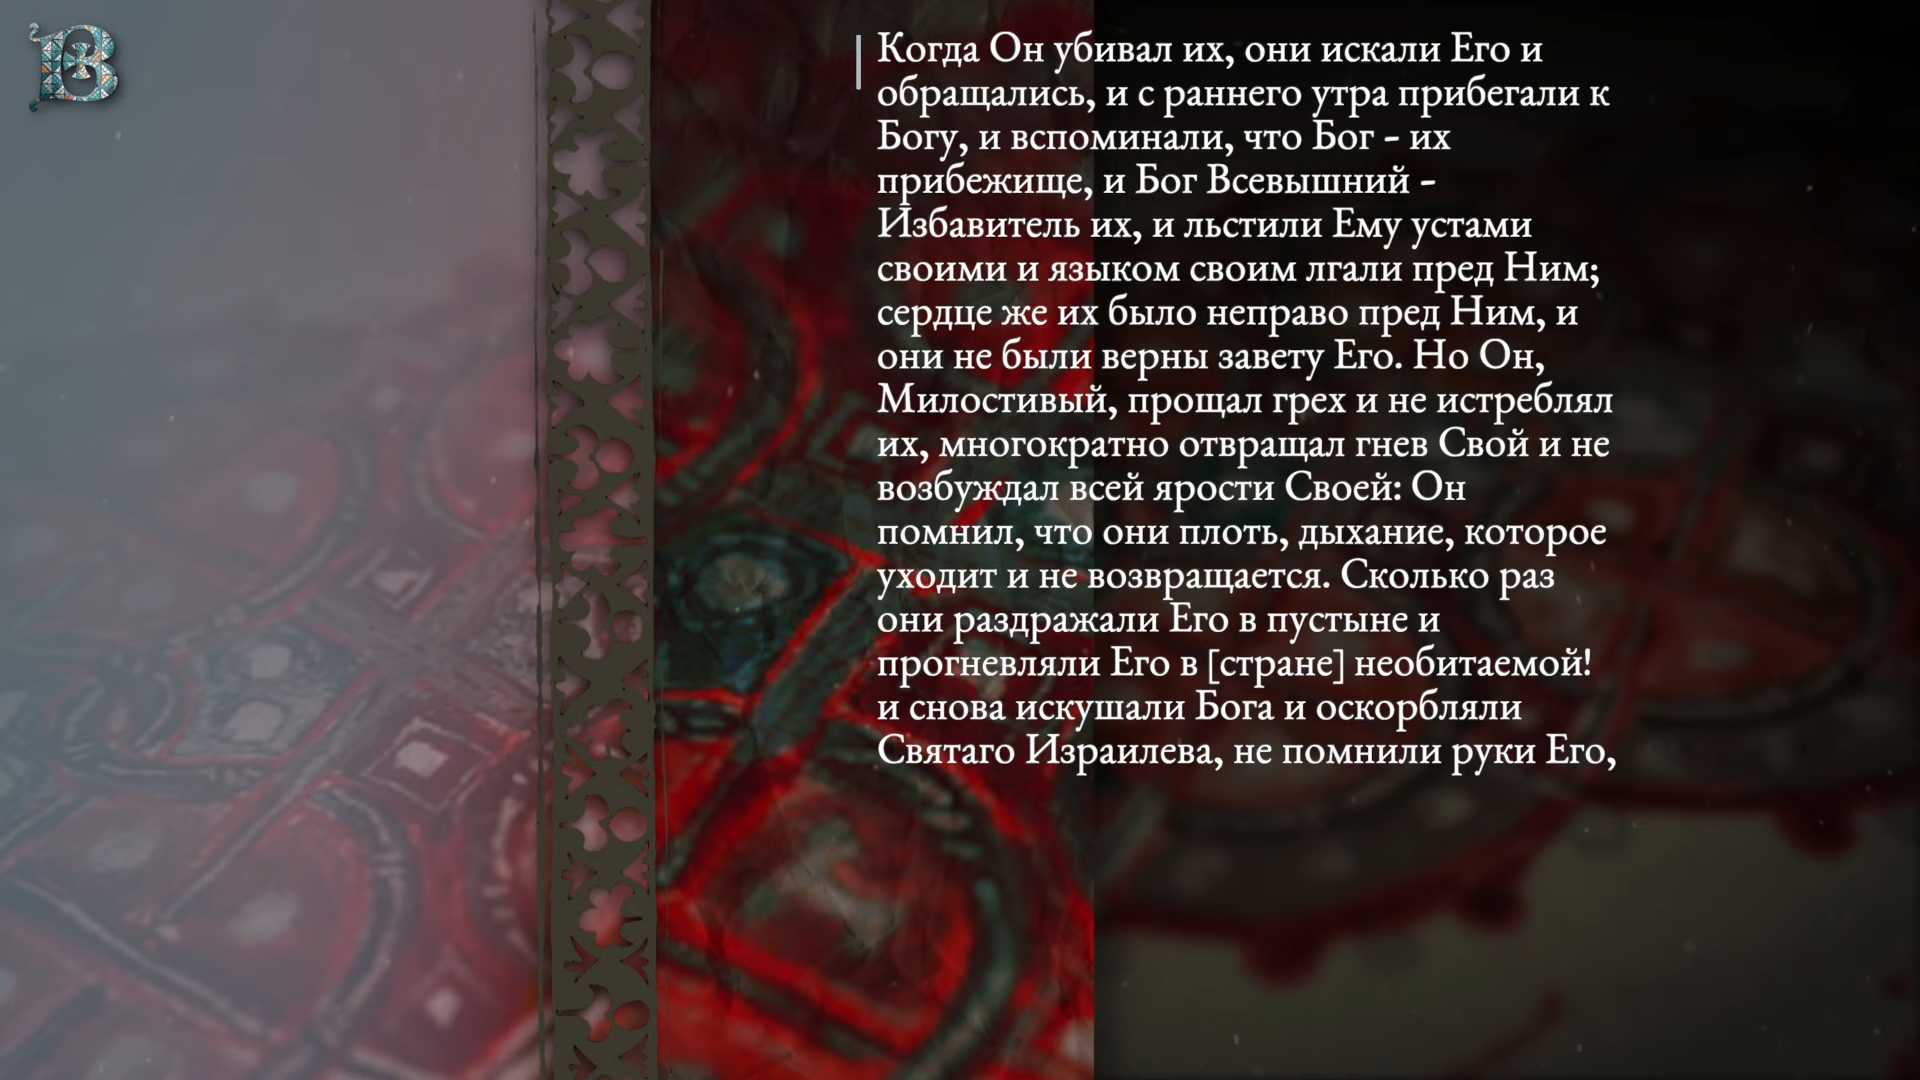 В
Когда Он убивал их, они искали Его и
обращались, и с раннего утра прибегали к
Богу, и вспоминали, что Бог - их
прибежище, и Бог Всевышний -
Избавитель их, и льстили Ему устами
своими и языком своим лгали пред Ним;
сердце же их было неправо пред Ним, и
они не были верны завету Его. Но Он,
Милостивый, прощал грех и не истреблял
их, многократно отвращал гнев Свой и не
возбуждал всей ярости Своей: Он
помнил, что они плоть, дыхание, которое
уходит и не возвращается. Сколько раз
они раздражали Его в пустыне и
прогневляли Его в [стране] необитаемой!
и снова искушали Бога и оскорбляли
Святаго Израилева, не помнили руки Его,